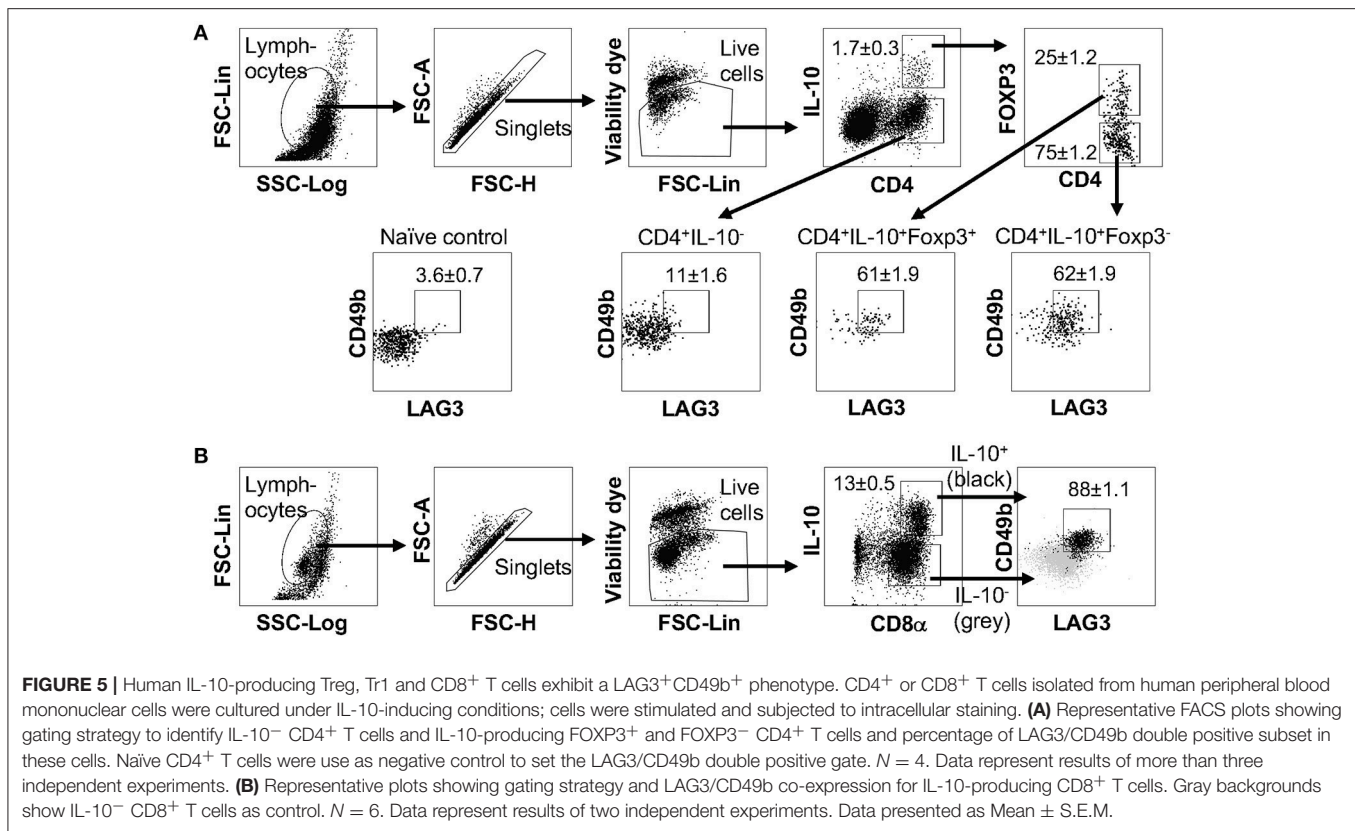 A
Lymph-
ocytes
FSC-Lin
SSC-Log
FSC-A
Singlets
FSC-H
Viability dye
Live
cells
FSC-Lin
1.7±0.3
IL-10
CD4
25±1.2
FOXP3
75±1.2
CD4
Naïve control
3.6±0.7
CD49b
LAG3
CD4⁺IL-10⁻
11±1.6
CD49b
LAG3
CD4⁺IL-10⁺Foxp3⁺
61±1.9
CD49b
LAG3
CD4⁺IL-10⁺Foxp3⁻
62±1.9
CD49b
LAG3
B
Lymph-
ocytes
FSC-Lin
SSC-Log
FSC-A
Singlets
FSC-H
Viability dye
Live
cells
FSC-Lin
13±0.5
IL-10
CD8α
IL-10⁺
(black)
IL-10⁻
(grey)
88±1.1
CD49b
LAG3
FIGURE 5 | Human IL-10-producing Treg, Tr1 and CD8⁺ T cells exhibit a LAG3⁺CD49b⁺ phenotype. CD4⁺ or CD8⁺ T cells isolated from human peripheral blood
mononuclear cells were cultured under IL-10-inducing conditions; cells were stimulated and subjected to intracellular staining. (A) Representative FACS plots showing
gating strategy to identify IL-10⁻ CD4⁺ T cells and IL-10-producing FOXP3⁺ and FOXP3⁻ CD4⁺ T cells and percentage of LAG3/CD49b double positive subset in
these cells. Naïve CD4⁺ T cells were use as negative control to set the LAG3/CD49b double positive gate. N = 4. Data represent results of more than three
independent experiments. (B) Representative plots showing gating strategy and LAG3/CD49b co-expression for IL-10-producing CD8⁺ T cells. Gray backgrounds
show IL-10⁻ CD8⁺ T cells as control. N = 6. Data represent results of two independent experiments. Data presented as Mean ± S.E.M.